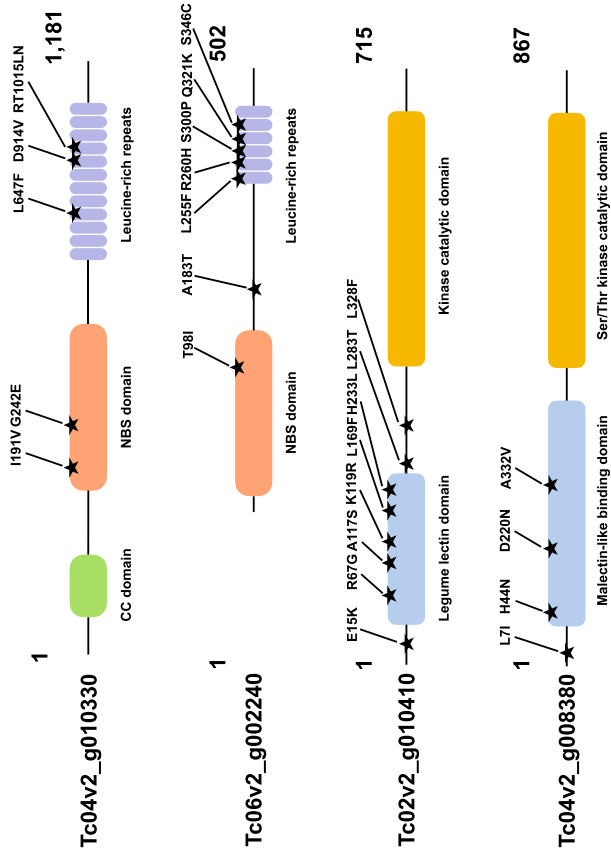 Tc04v2_g010330
1
1,181
I191V G242E
L647F D914V RT1015LN
CC domain
NBS domain
Leucine-rich repeats
Tc06v2_g002240
1
502
T98I
A183T
L255F R260H S300P Q321K S346C
NBS domain
Leucine-rich repeats
Tc02v2_g010410
1
715
E15K
R67G A117S K119R L169F H233L L283T L328F
Legume lectin domain
Kinase catalytic domain
Tc04v2_g008380
1
867
L7I
H44N
D220N
A332V
Malectin-like binding domain
Ser/Thr kinase catalytic domain